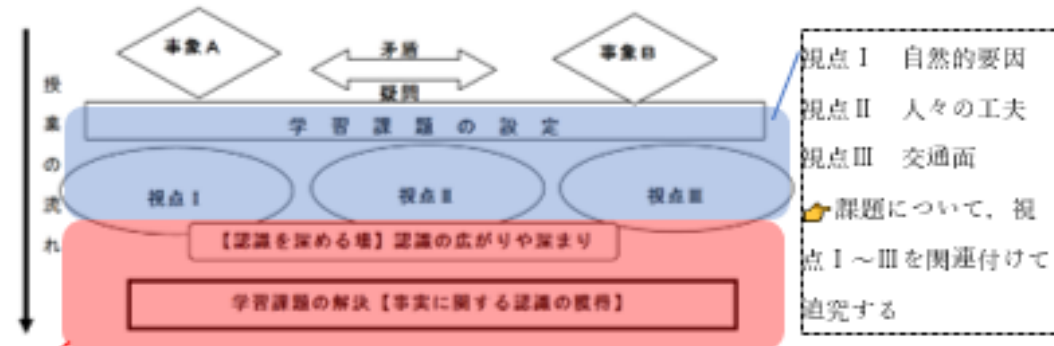 事象A
矛盾
事象B
疑問
授業の流れ
学習課題の設定
視点Ⅰ
視点Ⅱ
視点Ⅲ
【認識を深める場】認識の広がりや深まり
学習課題の解決【事実に関する認識の獲得】
視点Ⅰ 自然的要因
視点Ⅱ 人々の工夫
視点Ⅲ 交通面
👉課題について，視
点Ⅰ～Ⅲを関連付けて
追究する